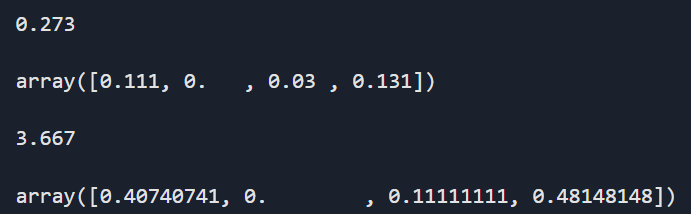 0.273
array([0.111, 0.   , 0.03 , 0.131])
3.667
array([0.40740741, 0.        , 0.11111111, 0.48148148])